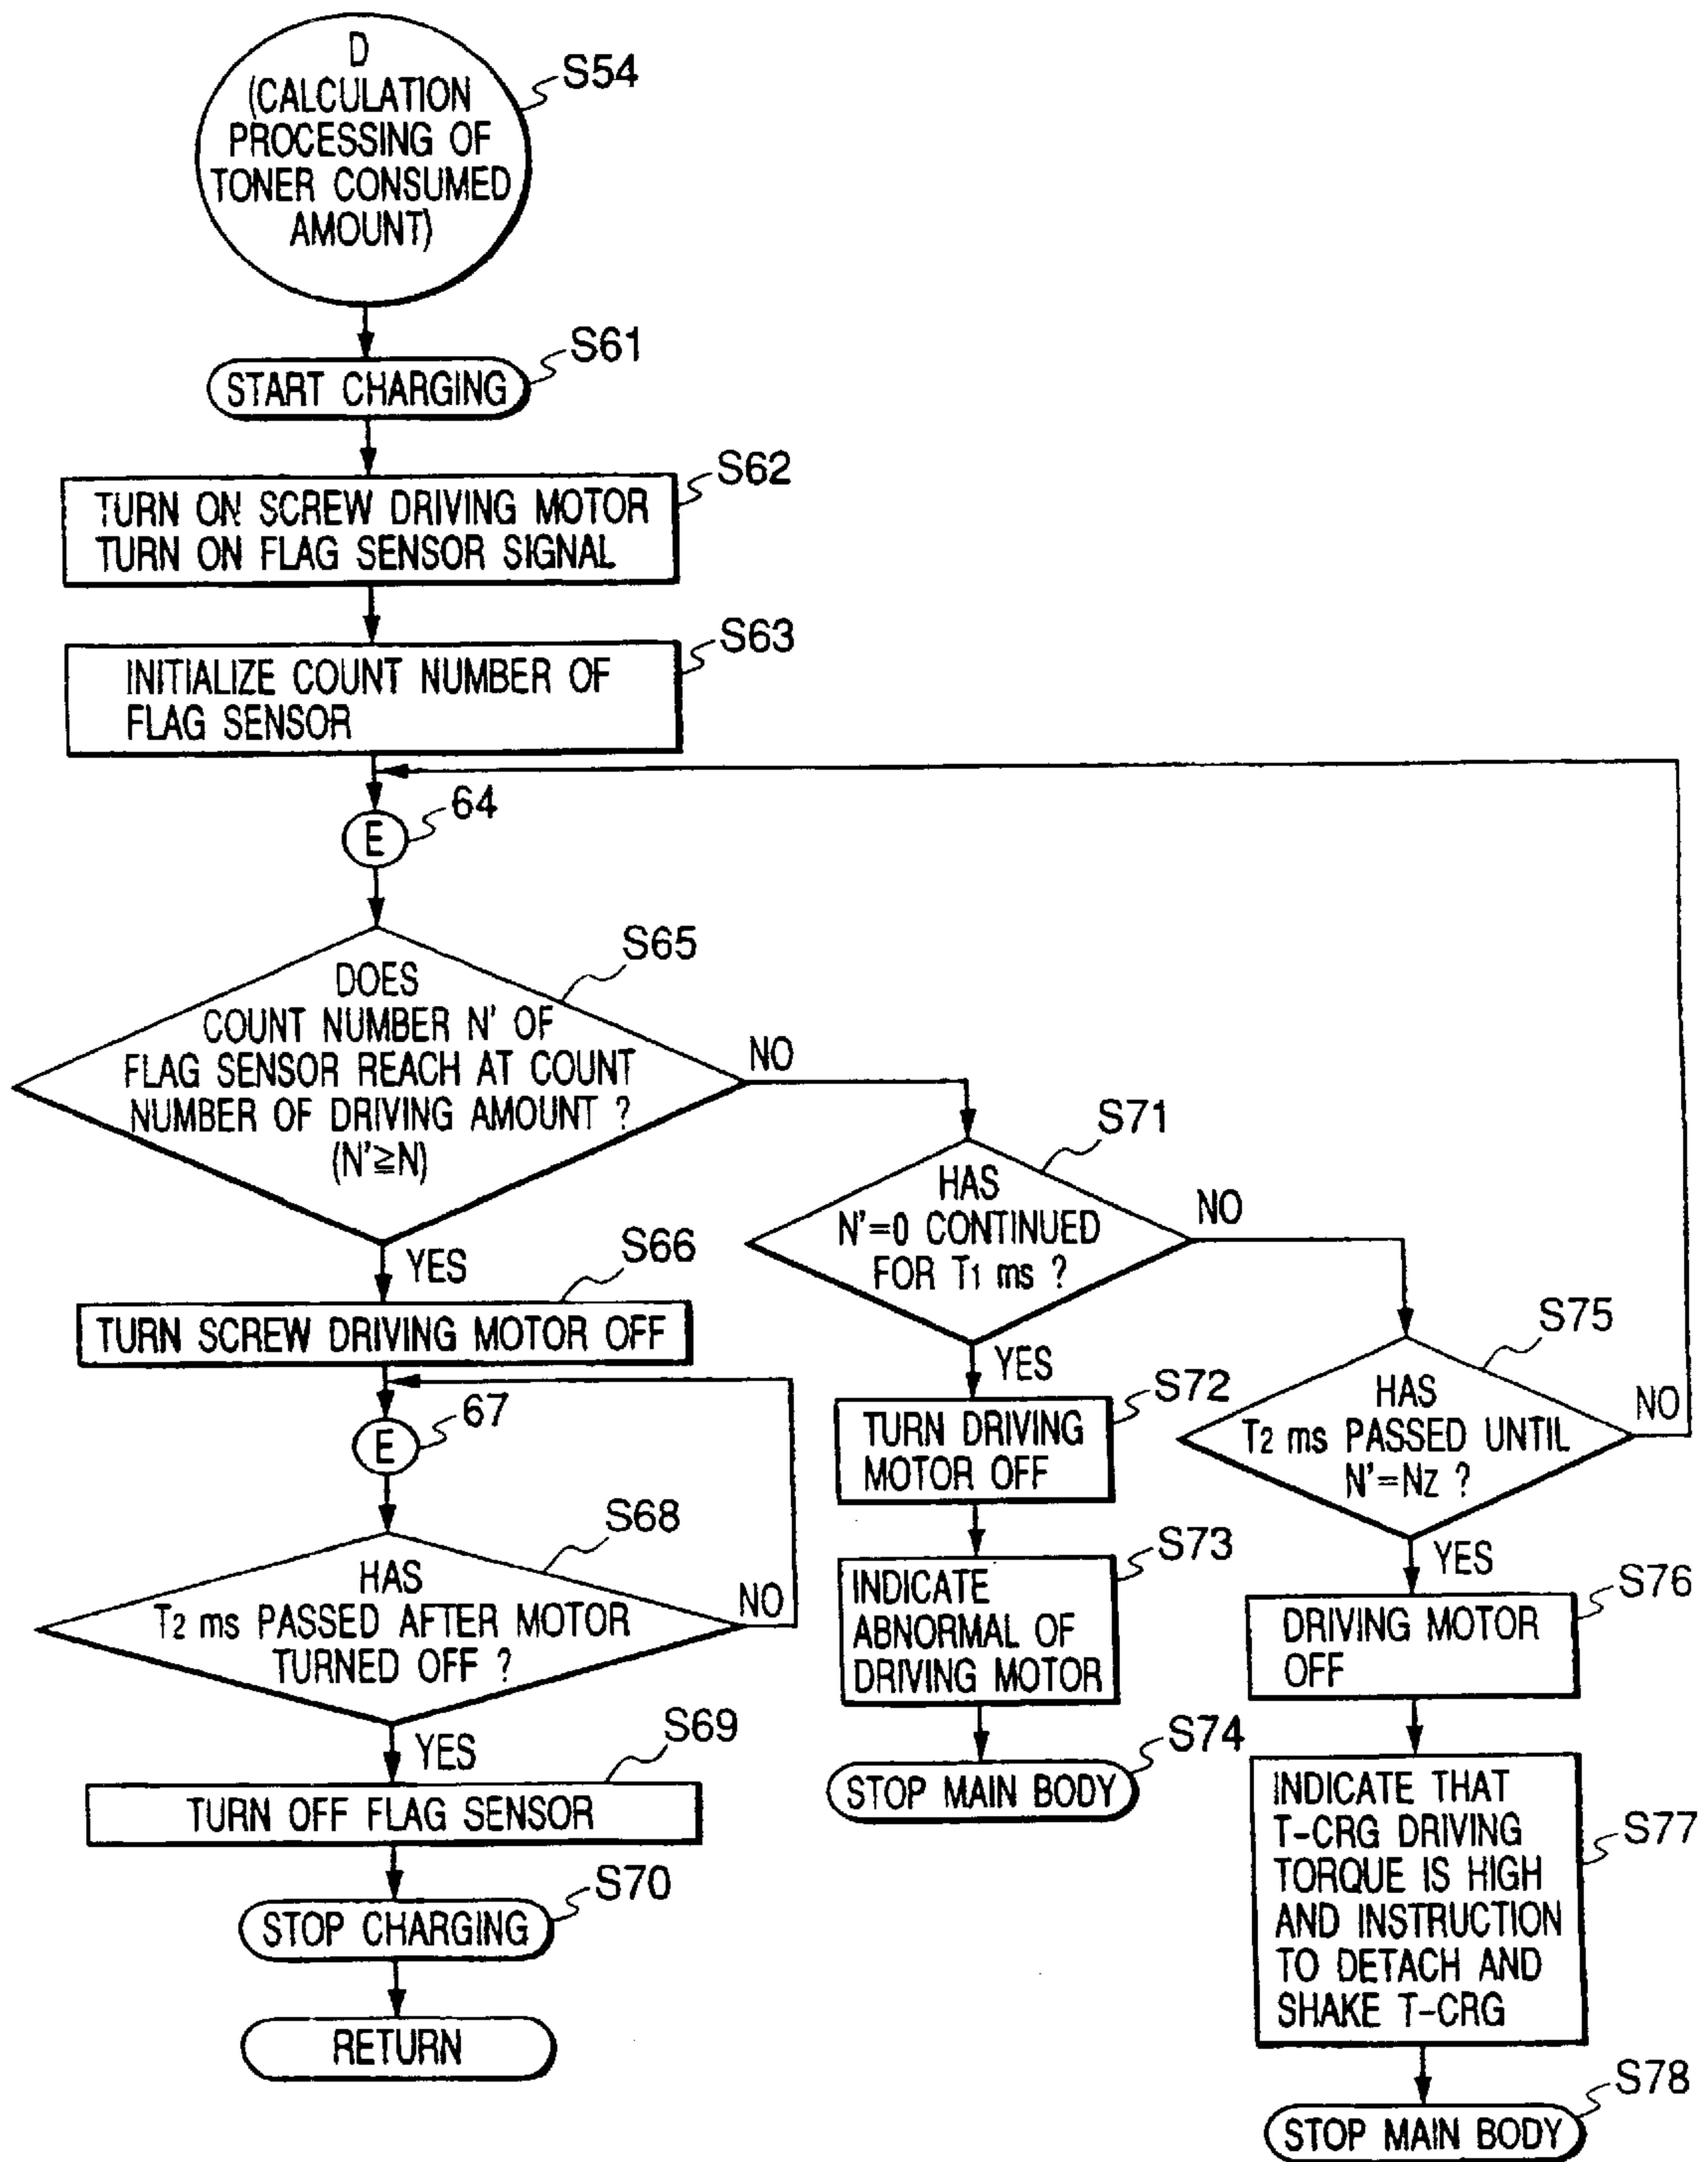 D
(CALCULATION
PROCESSING OF
TONER CONSUMED
AMOUNT)
S54
START CHARGING
S61
TURN ON SCREW DRIVING MOTOR
TURN ON FLAG SENSOR SIGNAL
S62
INITIALIZE COUNT NUMBER OF
FLAG SENSOR
S63
E
64
DOES
COUNT NUMBER N' OF
FLAG SENSOR REACH AT COUNT
NUMBER OF DRIVING AMOUNT ?
(N'≧N)
S65
NO
YES
TURN SCREW DRIVING MOTOR OFF
S66
E
67
HAS
T2 ms PASSED AFTER MOTOR
TURNED OFF ?
S68
NO
YES
TURN OFF FLAG SENSOR
S69
STOP CHARGING
S70
RETURN
HAS
N'=0 CONTINUED
FOR T1 ms ?
S71
NO
YES
TURN DRIVING
MOTOR OFF
S72
INDICATE
ABNORMAL OF
DRIVING MOTOR
S73
STOP MAIN BODY
S74
HAS
T2 ms PASSED UNTIL
N'=NZ ?
S75
NO
YES
DRIVING MOTOR
OFF
S76
INDICATE THAT
T-CRG DRIVING
TORQUE IS HIGH
AND INSTRUCTION
TO DETACH AND
SHAKE T-CRG
S77
STOP MAIN BODY
S78